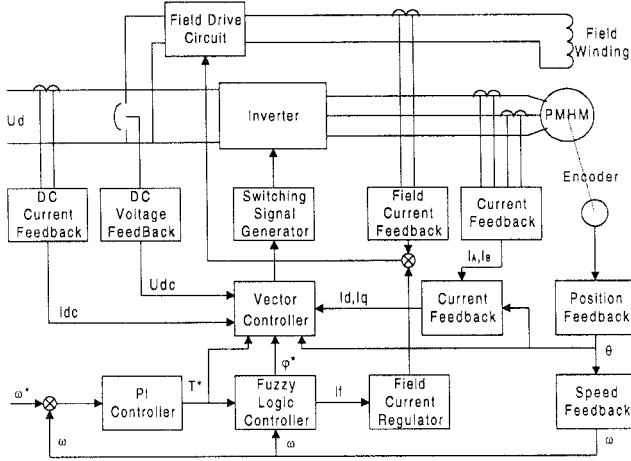 Field Drive
Circuit
Field
Winding
Ud
Inverter
PMHM
Encoder
DC
Current
Feedback
DC
Voltage
FeedBack
Switching
Signal
Generator
Field
Current
Feedback
Current
Feedback
IA,IB
Udc
Idc
Vector
Controller
Id,Iq
Current
Feedback
Position
Feedback
θ
φ*
ω*
PI
Controller
T*
Fuzzy
Logic
Controller
If
Field
Current
Regulator
Speed
Feedback
ω
ω
ω